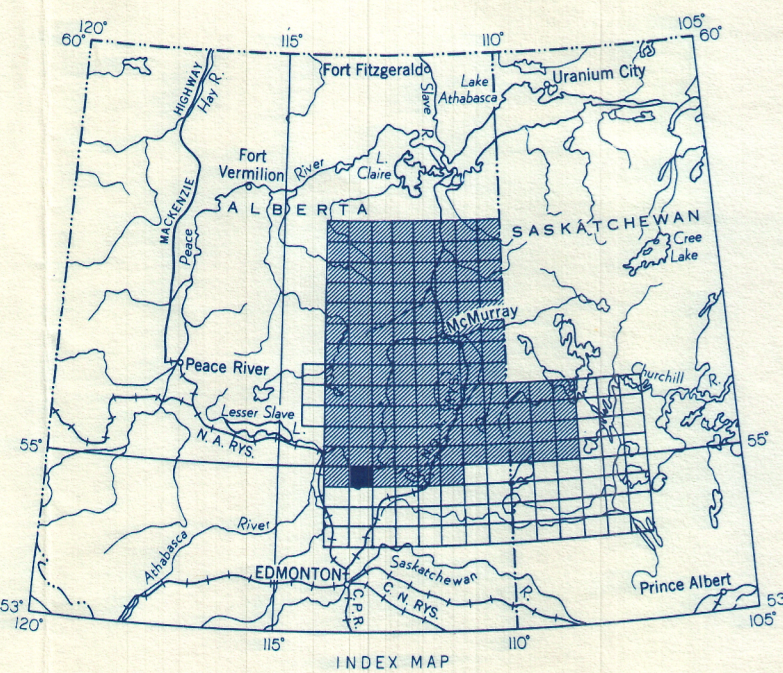 120°
115°
110°
105°
60°
60°
Fort Fitzgerald
Lake
Athabasca
Uranium City
Slave R.
HIGHWAY
Hay R.
Fort
Vermilion
River
L.
Claire
MACKENZIE
Peace
ALBERTA
SASKATCHEWAN
Cree
Lake
McMurray
Peace River
Churchill R.
Lesser Slave L.
N. A. RYS.
N. A. RYS.
55°
55°
Athabasca
River
EDMONTON
Saskatchewan R.
C. N. RYS.
C.P.R.
Prince Albert
53°
53°
120°
115°
110°
105°
INDEX MAP